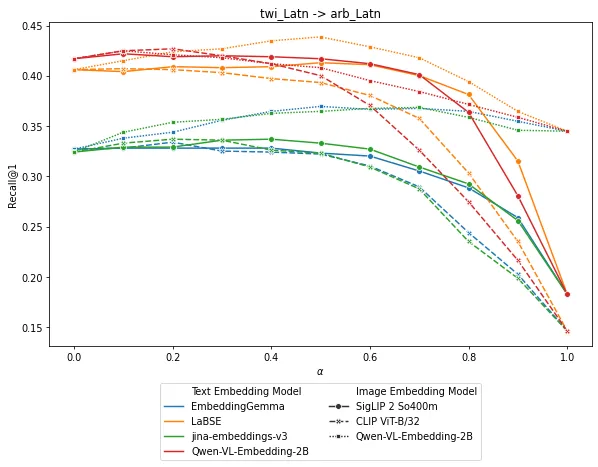 twi_Latn -> arb_Latn
Recall@1
0.45
0.40
0.35
0.30
0.25
0.20
0.15
0.0
0.2
0.4
0.6
0.8
1.0
α
Text Embedding Model
EmbeddingGemma
LaBSE
jina-embeddings-v3
Qwen-VL-Embedding-2B
Image Embedding Model
SigLIP 2 So400m
CLIP ViT-B/32
Qwen-VL-Embedding-2B